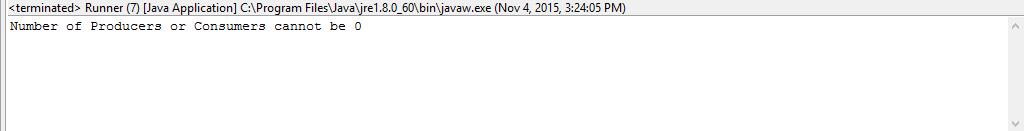 <terminated> Runner (7) [Java Application] C:\Program Files\Java\jre1.8.0_60\bin\javaw.exe (Nov 4, 2015, 3:24:05 PM)
Number of Producers or Consumers cannot be 0